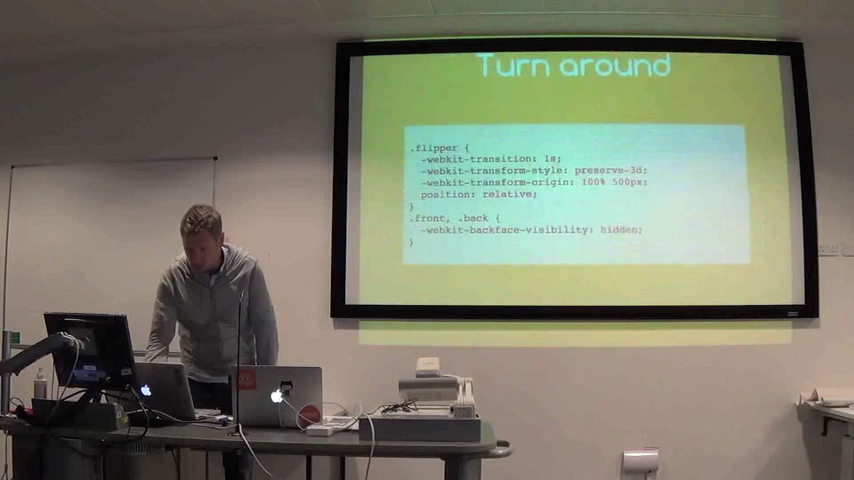 Turn around
.flipper {
-webkit-transition: 1s;
-webkit-transform-style: preserve-3d;
-webkit-transform-origin: 100% 500px;
position: relative;
}
.front, .back {
-webkit-backface-visibility: hidden;
}